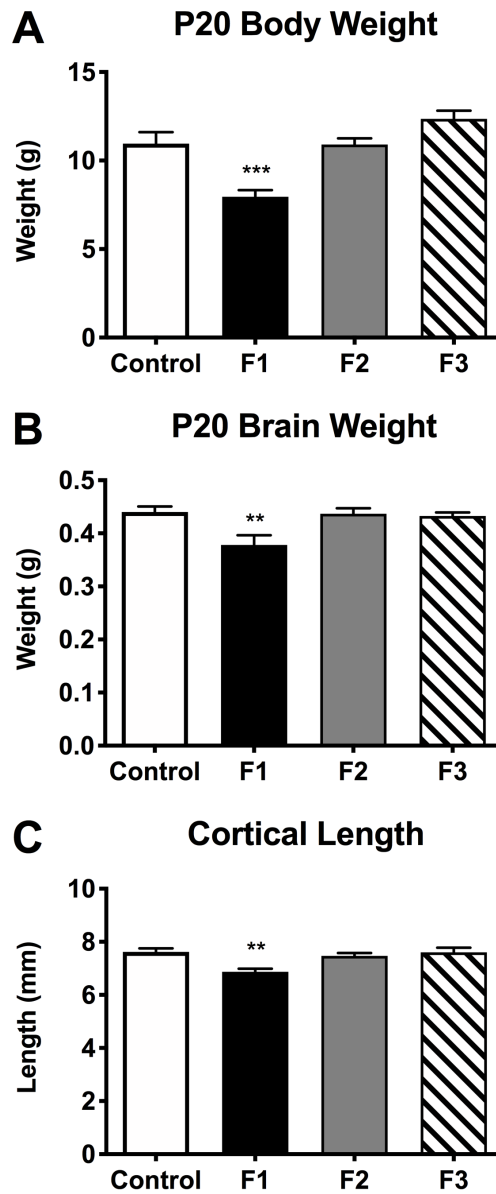 A P20 Body Weight
Weight (g)
15
10
5
0
***
Control F1 F2 F3
B P20 Brain Weight
Weight (g)
0.5
0.4
0.3
0.2
0.1
0.0
**
Control F1 F2 F3
C Cortical Length
Length (mm)
10
8
6
4
2
0
**
Control F1 F2 F3